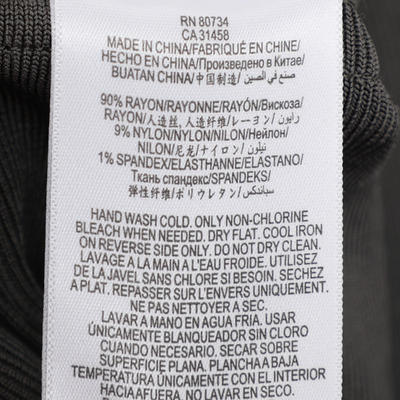 RN 80734
CA 31458
MADE IN CHINA/FABRIQUÉ EN CHINE/
HECHO EN CHINA/Произведено в Китае/
BUATAN CHINA/中国制造/ صنع في الصين
90% RAYON/RAYONNE/RAYÓN/Вискоза/
RAYON/人造丝, 人造纤维/レーヨン/ رايون
9% NYLON/NYLON/NILON/Нейлон/
NILON/尼龙/ナイロン/ نيلون
1% SPANDEX/ELASTHANNE/ELASTANO/
Ткань спандекс/SPANDEKS/
弹性纤维/ポリウレタン/ سباندكس
HAND WASH COLD. ONLY NON-CHLORINE
BLEACH WHEN NEEDED. DRY FLAT. COOL IRON
ON REVERSE SIDE ONLY. DO NOT DRY CLEAN.
LAVAGE A LA MAIN A L'EAU FROIDE. UTILISEZ
DE LA JAVEL SANS CHLORE SI BESOIN. SECHEZ
A PLAT. REPASSER SUR L'ENVERS UNIQUEMENT.
NE PAS NETTOYER A SEC.
LAVAR A MANO EN AGUA FRIA. USAR
ÚNICAMENTE BLANQUEADOR SIN CLORO
CUANDO NECESARIO. SECAR SOBRE
SUPERFICIE PLANA. PLANCHA A BAJA
TEMPERATURA ÚNICAMENTE CON EL INTERIOR
HACIA AFUERA. NO LAVAR EN SECO.